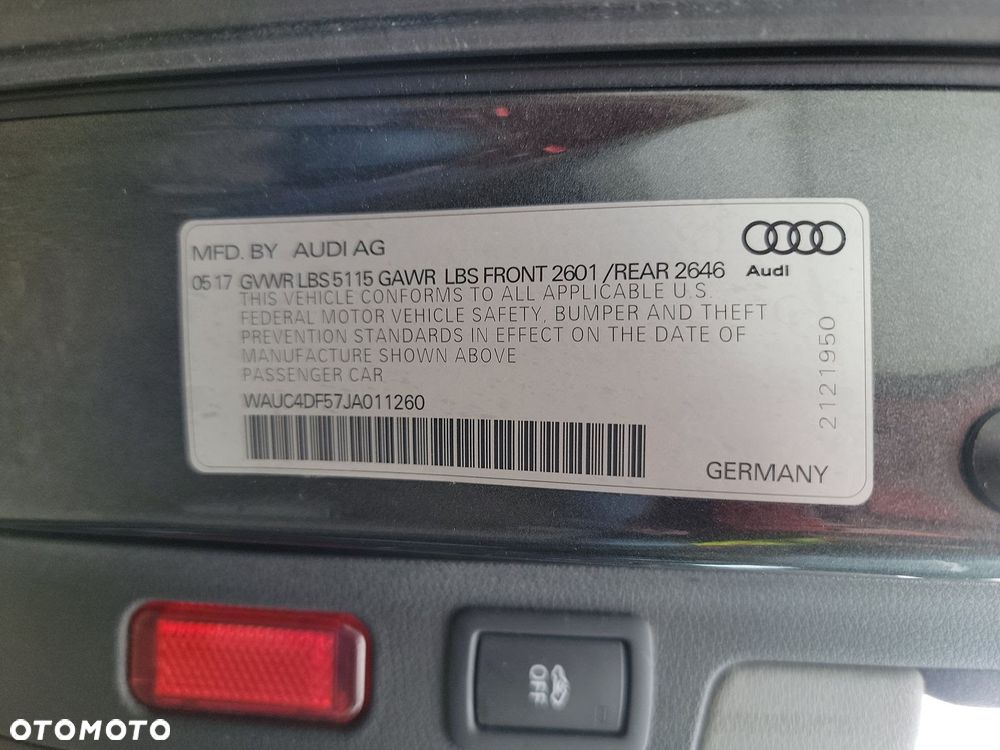 MFD. BY AUDI AG
0517 GVWR LBS 5115 GAWR LBS FRONT 2601 /REAR 2646
Audi
THIS VEHICLE CONFORMS TO ALL APPLICABLE U.S.
FEDERAL MOTOR VEHICLE SAFETY, BUMPER AND THEFT
PREVENTION STANDARDS IN EFFECT ON THE DATE OF
MANUFACTURE SHOWN ABOVE
PASSENGER CAR
WAUC4DF57JA011260
2121950
GERMANY
OFF
OTOMOTO